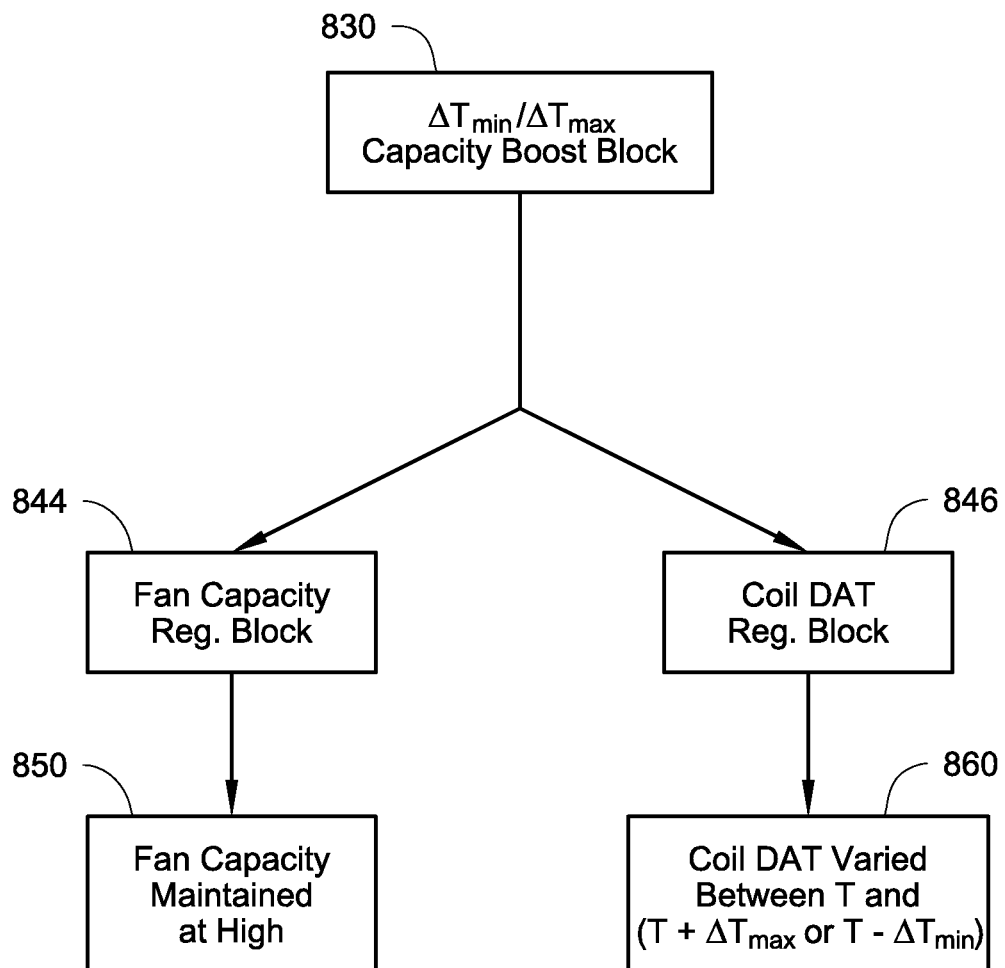 830
ΔTmin/ΔTmax
Capacity Boost Block
844
846
Fan Capacity
Reg. Block
Coil DAT
Reg. Block
850
860
Fan Capacity
Maintained
at High
Coil DAT Varied
Between T and
(T + ΔTmax or T - ΔTmin)